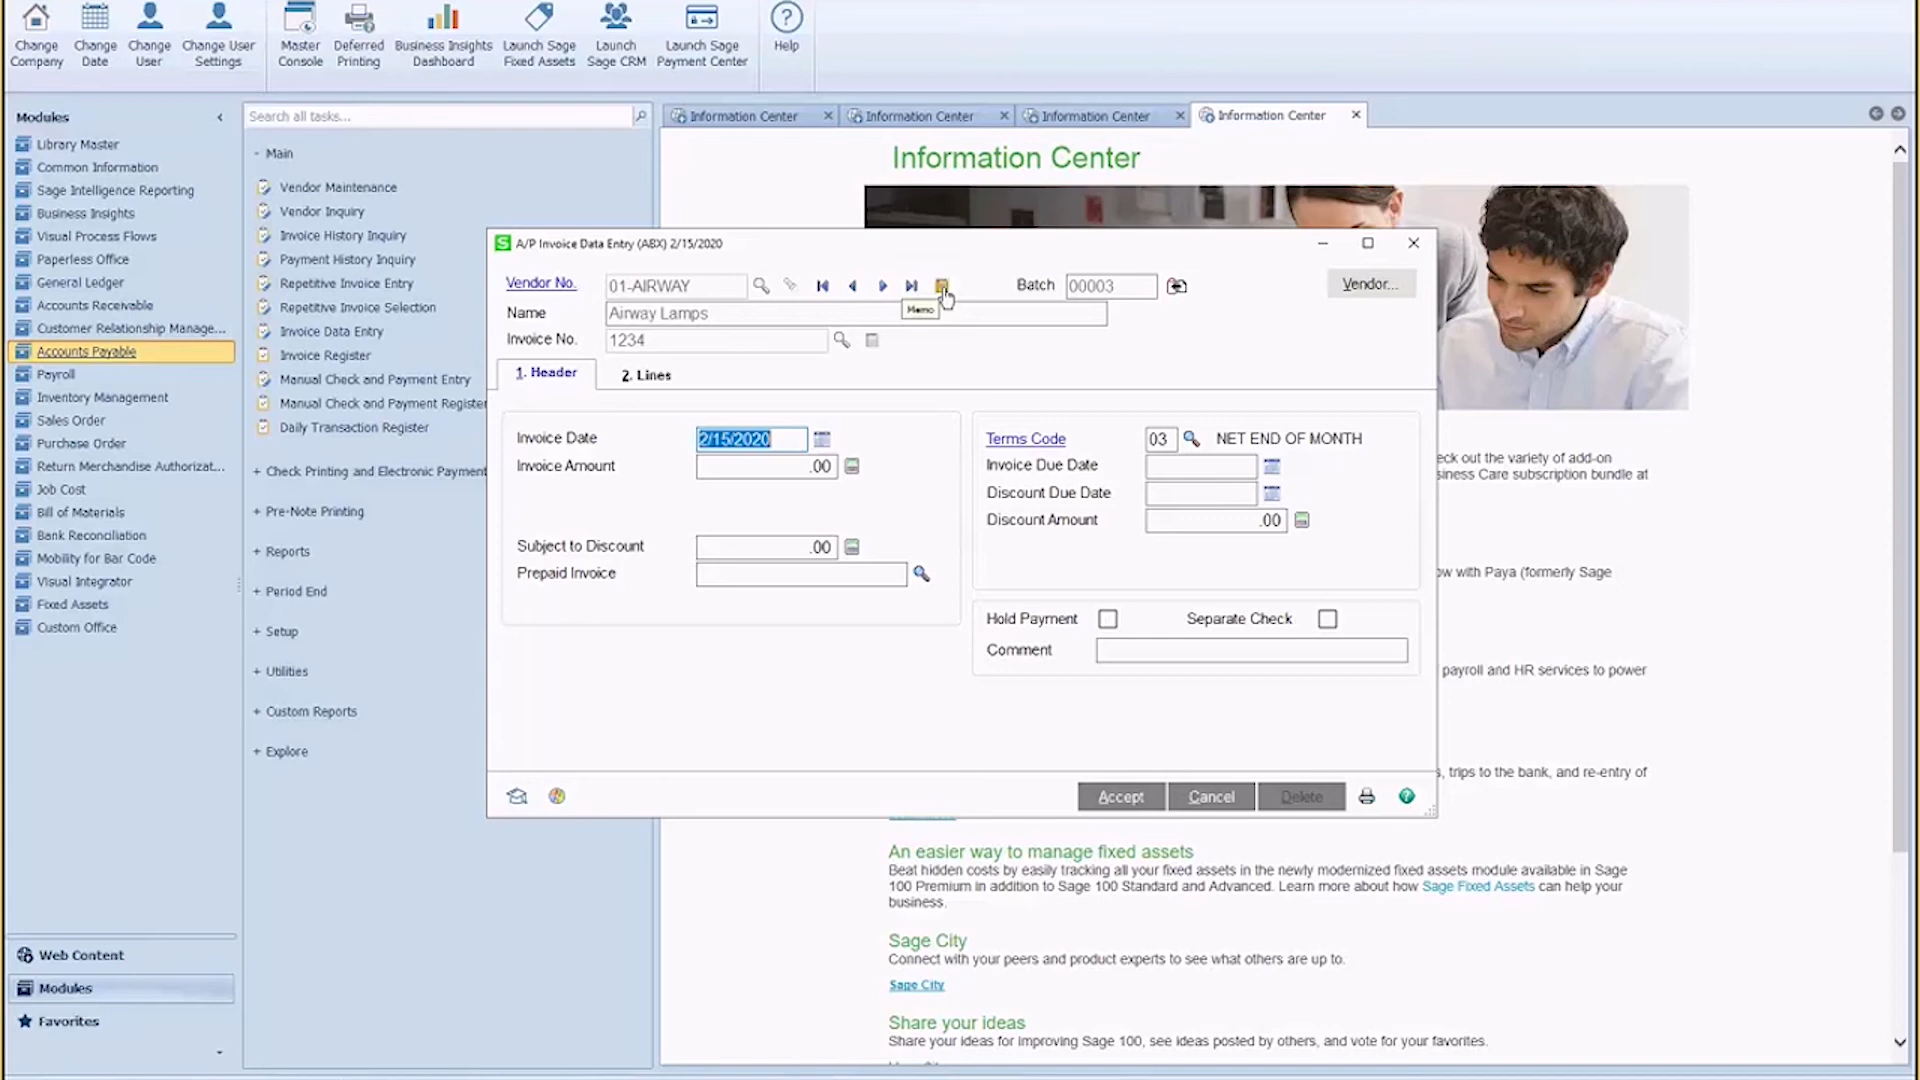 Change Company
Change Date
Change User
Change User Settings
Master Console
Deferred Printing
Business Insights Dashboard
Launch Sage Fixed Assets
Launch Sage CRM
Launch Sage Payment Center
Help
Modules
Library Master
Common Information
Sage Intelligence Reporting
Business Insights
Visual Process Flows
Paperless Office
General Ledger
Accounts Receivable
Customer Relationship Manage...
Accounts Payable
Payroll
Inventory Management
Sales Order
Purchase Order
Return Merchandise Authorizat...
Job Cost
Bill of Materials
Bank Reconciliation
Mobility for Bar Code
Visual Integrator
Fixed Assets
Custom Office
Web Content
Modules
Favorites
Search all tasks...
- Main
Vendor Maintenance
Vendor Inquiry
Invoice History Inquiry
Payment History Inquiry
Repetitive Invoice Entry
Repetitive Invoice Selection
Invoice Data Entry
Invoice Register
Manual Check and Payment Entry
Manual Check and Payment Register
Daily Transaction Register
+ Check Printing and Electronic Payment
+ Pre-Note Printing
+ Reports
+ Period End
+ Setup
+ Utilities
+ Custom Reports
+ Explore
Information Center
Information Center
Information Center
Information Center
Information Center
S A/P Invoice Data Entry (ABX) 2/15/2020
Vendor No. 01-AIRWAY Batch 00003 Vendor...
Memo
Name Airway Lamps
Invoice No. 1234
1. Header 2. Lines
Invoice Date 2/15/2020
Invoice Amount .00
Subject to Discount .00
Prepaid Invoice
Terms Code 03 NET END OF MONTH
Invoice Due Date
Discount Due Date
Discount Amount .00
Hold Payment Separate Check
Comment
Accept Cancel Delete
eck out the variety of add-on
siness Care subscription bundle at
ow with Paya (formerly Sage
payroll and HR services to power
s, trips to the bank, and re-entry of
An easier way to manage fixed assets
Beat hidden costs by easily tracking all your fixed assets in the newly modernized fixed assets module available in Sage
100 Premium in addition to Sage 100 Standard and Advanced. Learn more about how Sage Fixed Assets can help your
business.
Sage City
Connect with your peers and product experts to see what others are up to.
Sage City
Share your ideas
Share your ideas for improving Sage 100, see ideas posted by others, and vote for your favorites.